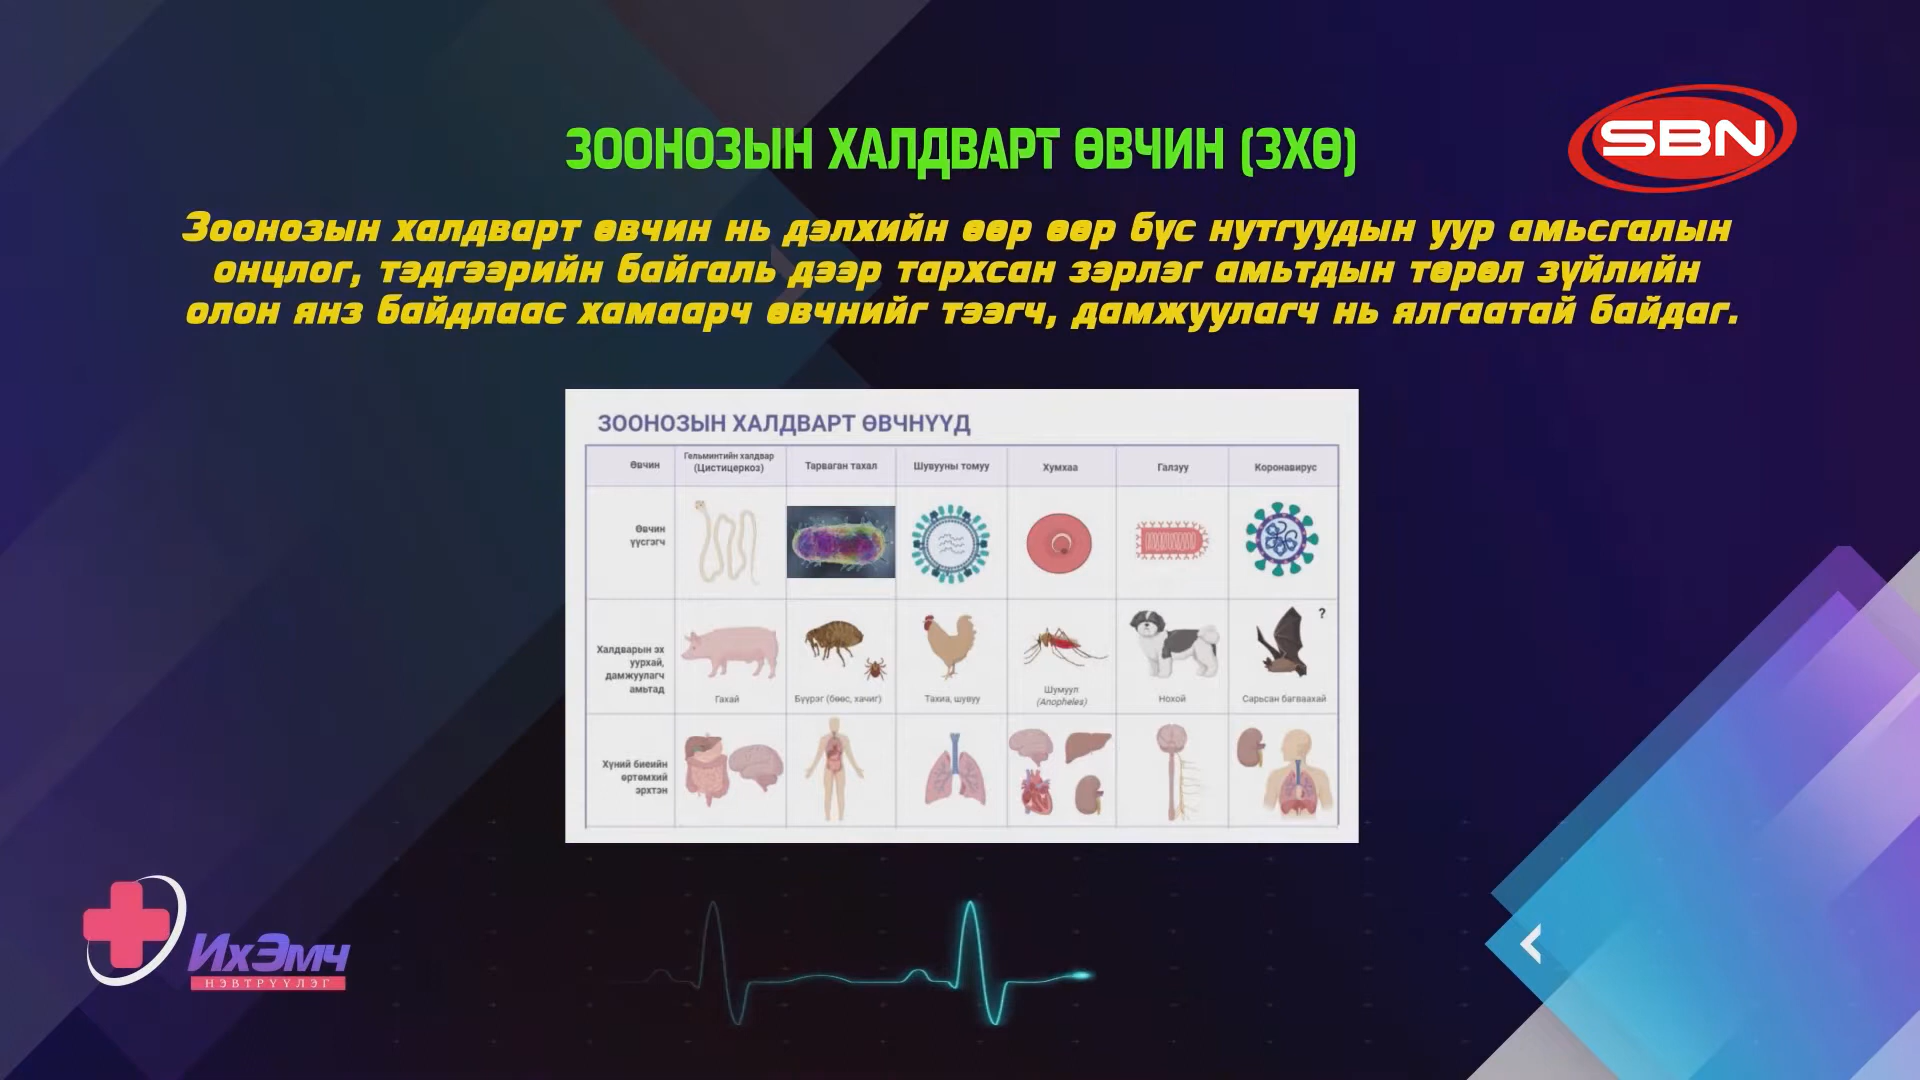 ЗООНОЗЫН ХАЛДВАРТ ӨВЧИН (ЗХӨ)
SBN
Зоонозын халдварт өвчин нь дэлхийн өөр өөр бүс нутгуудын уур амьсгалын
онцлог, тэдгээрийн байгаль дээр тархсан зэрлэг амьтдын төрөл зүйлийн
олон янз байдлаас хамаарч өвчнийг тээгч, дамжуулагч нь ялгаатай байдаг.
ЗООНОЗЫН ХАЛДВАРТ ӨВЧНҮҮД
Өвчин
Гельминтийн халдвар
(Цистицеркоз)
Тарваган тахал
Шувууны томуу
Хумхаа
Галзуу
Коронавирус
Өвчин
үүсгэгч
Халдварын эх
уурхай,
дамжуулагч
амьтад
Гахай
Бүүрэг (бөөс, хачиг)
Тахиа, шувуу
Шумуул
(Anopheles)
Нохой
?
Сарьсан багваахай
Хүний биеийн
өртөмхий
эрхтэн
ИхЭмч
НЭВТРҮҮЛЭГ